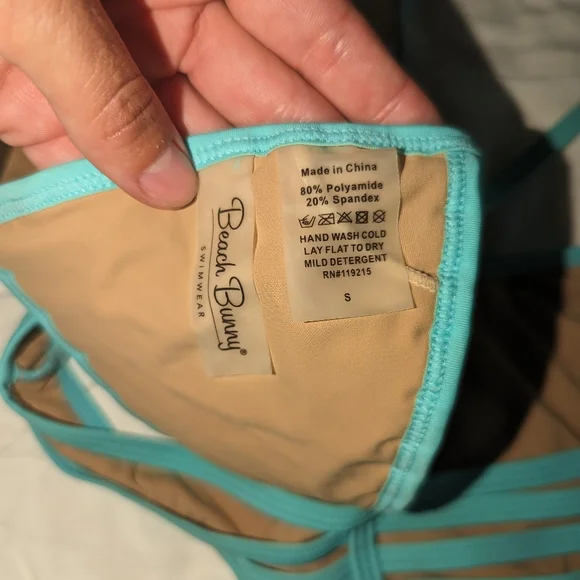 Beach Bunny®
SWIMWEAR
Made in China
80% Polyamide
20% Spandex
HAND WASH COLD
LAY FLAT TO DRY
MILD DETERGENT
RN#119215
S